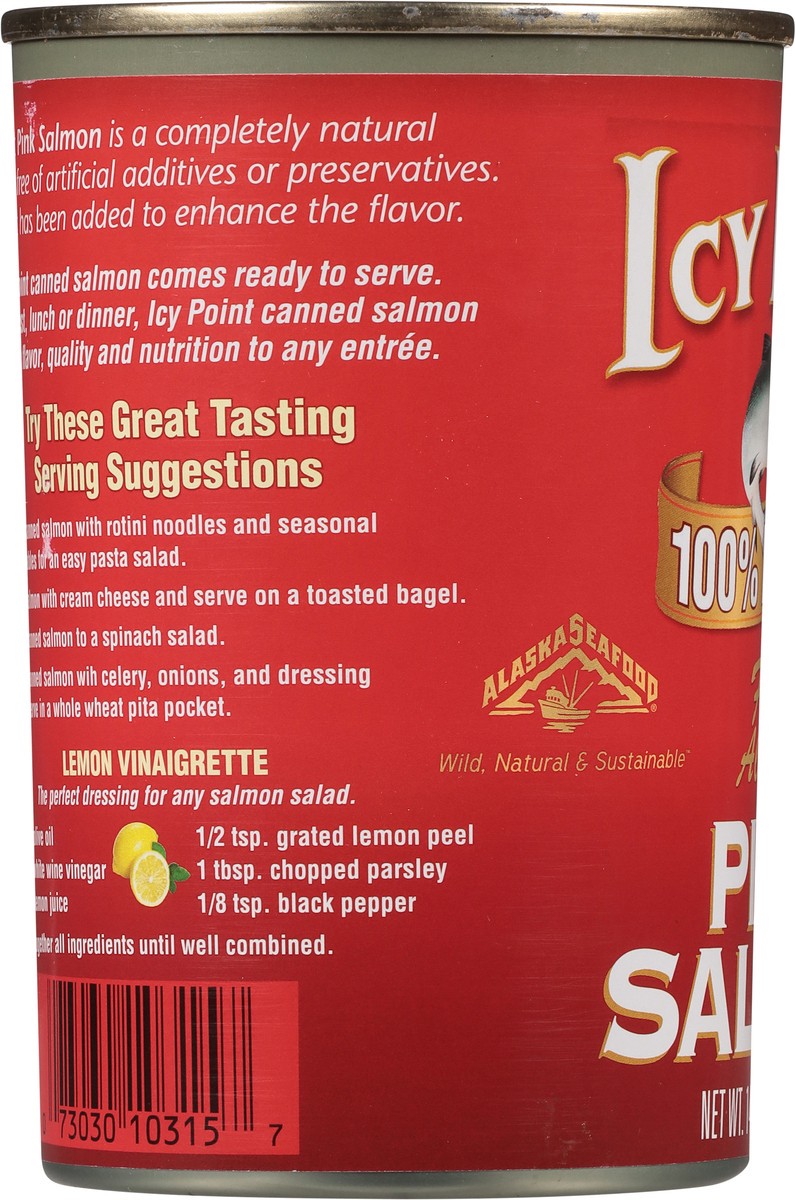 Pink Salmon is a completely natural
free of artificial additives or preservatives.
has been added to enhance the flavor.
canned salmon comes ready to serve.
lunch or dinner, Icy Point canned salmon
quality and nutrition to any entrée.
Try These Great Tasting
Serving Suggestions
salmon with rotini noodles and seasonal
for an easy pasta salad.
with cream cheese and serve on a toasted bagel.
salmon to a spinach salad.
salmon wih celery, onions, and dressing
in a whole wheat pita pocket.
LEMON VINAIGRETTE
The perfect dressing for any salmon salad.
oil
1/2 tsp. grated lemon peel
wine vinegar
1 tbsp. chopped parsley
juice
1/8 tsp. black pepper
all ingredients until well combined.
0 73030 10315 7
ICY
100%
ALASKA SEAFOOD®
Wild, Natural & Sustainable™
P
SAL
NET WT. 1